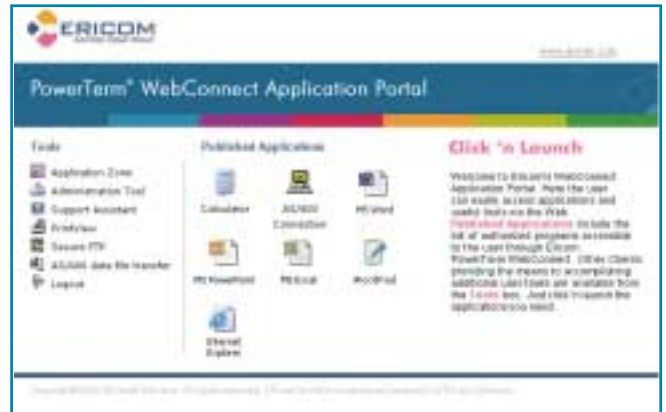 ERICOM
PowerTerm® WebConnect Application Portal
Tools
Application Zone
Administration Tool
Support Assistant
PrintView
Secure FTP
AS/400 data file transfer
Logout
Published Applications
Calculator
AS/400
Connection
MS Word
MS PowerPoint
MS Excel
WordPad
Internet
Explorer
Click 'n Launch
Welcome to Ericom's WebConnect
Application Portal. Here the user
can easily access applications and
useful tools via the Web.
Published Applications include the
list of authorized programs accessible
to the user through Ericom
PowerTerm WebConnect. Other Clients
providing the means to accomplishing
additional user tasks are available from
the Tools box. Just click 'n launch the
applications you need.